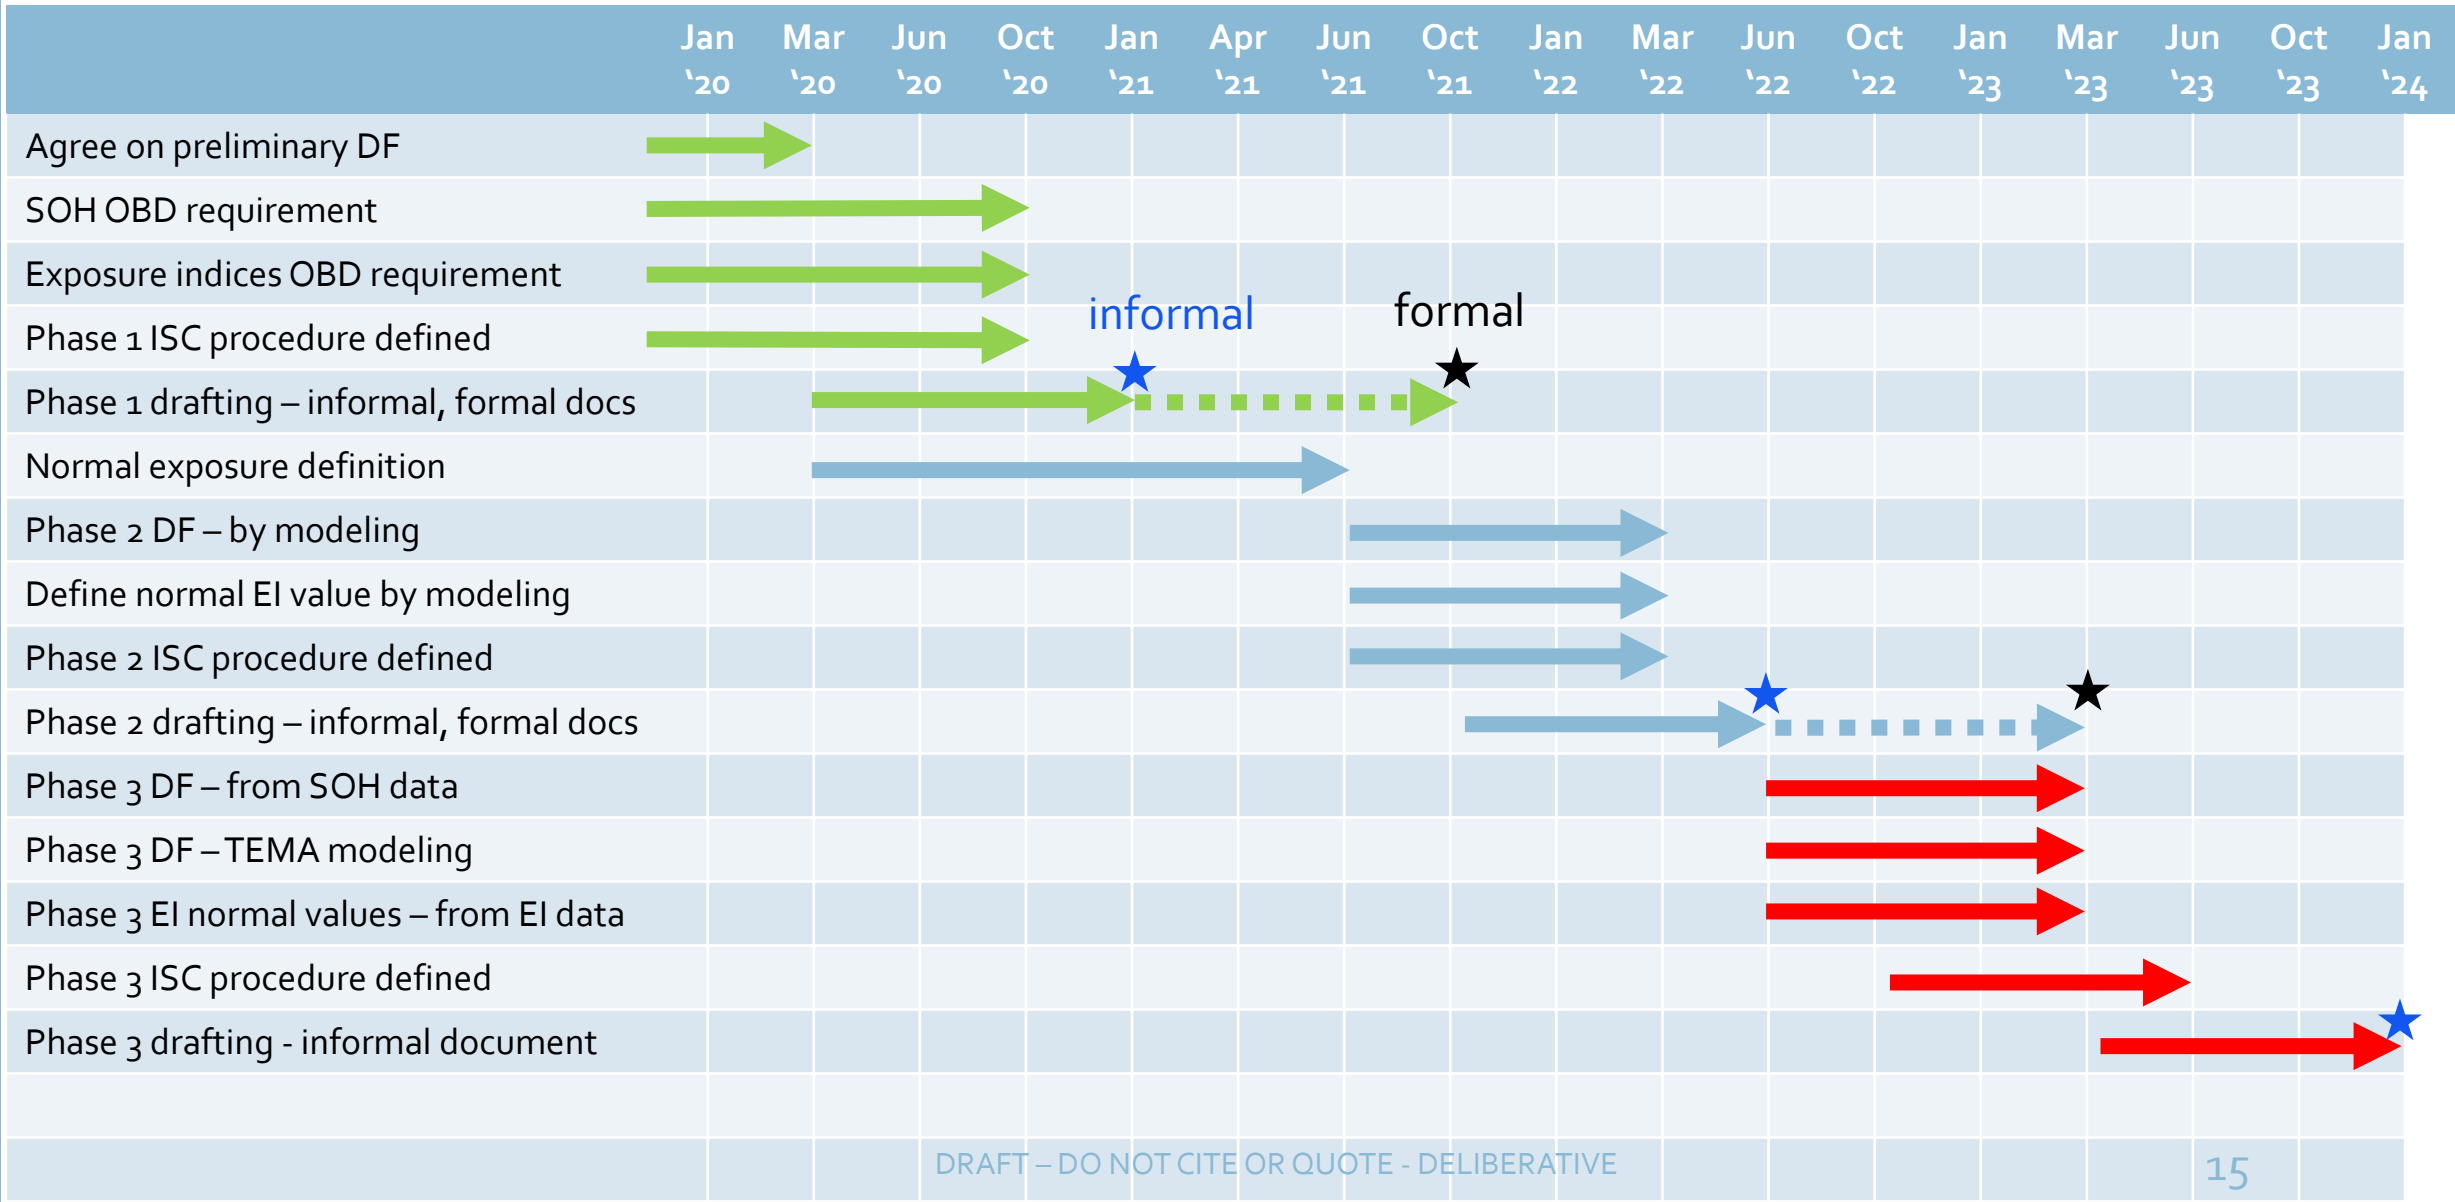 Jan Mar Jun Oct Jan Apr Jun Oct Jan Mar Jun Oct Jan Mar Jun Oct Jan
‘20 ‘20 ‘20 ‘20 ‘21 ‘21 ‘21 ‘21 ‘22 ‘22 ‘22 ‘22 ‘23 ‘23 ‘23 ‘23 ‘24
Agree on preliminary DF
SOH OBD requirement
Exposure indices OBD requirement
informal formal
Phase 1 ISC procedure defined
Phase 1 drafting – informal, formal docs
Normal exposure definition
Phase 2 DF – by modeling
Define normal EI value by modeling
Phase 2 ISC procedure defined
Phase 2 drafting – informal, formal docs
Phase 3 DF – from SOH data
Phase 3 DF – TEMA modeling
Phase 3 EI normal values – from EI data
Phase 3 ISC procedure defined
Phase 3 drafting - informal document
DRAFT – DO NOT CITE OR QUOTE - DELIBERATIVE
15